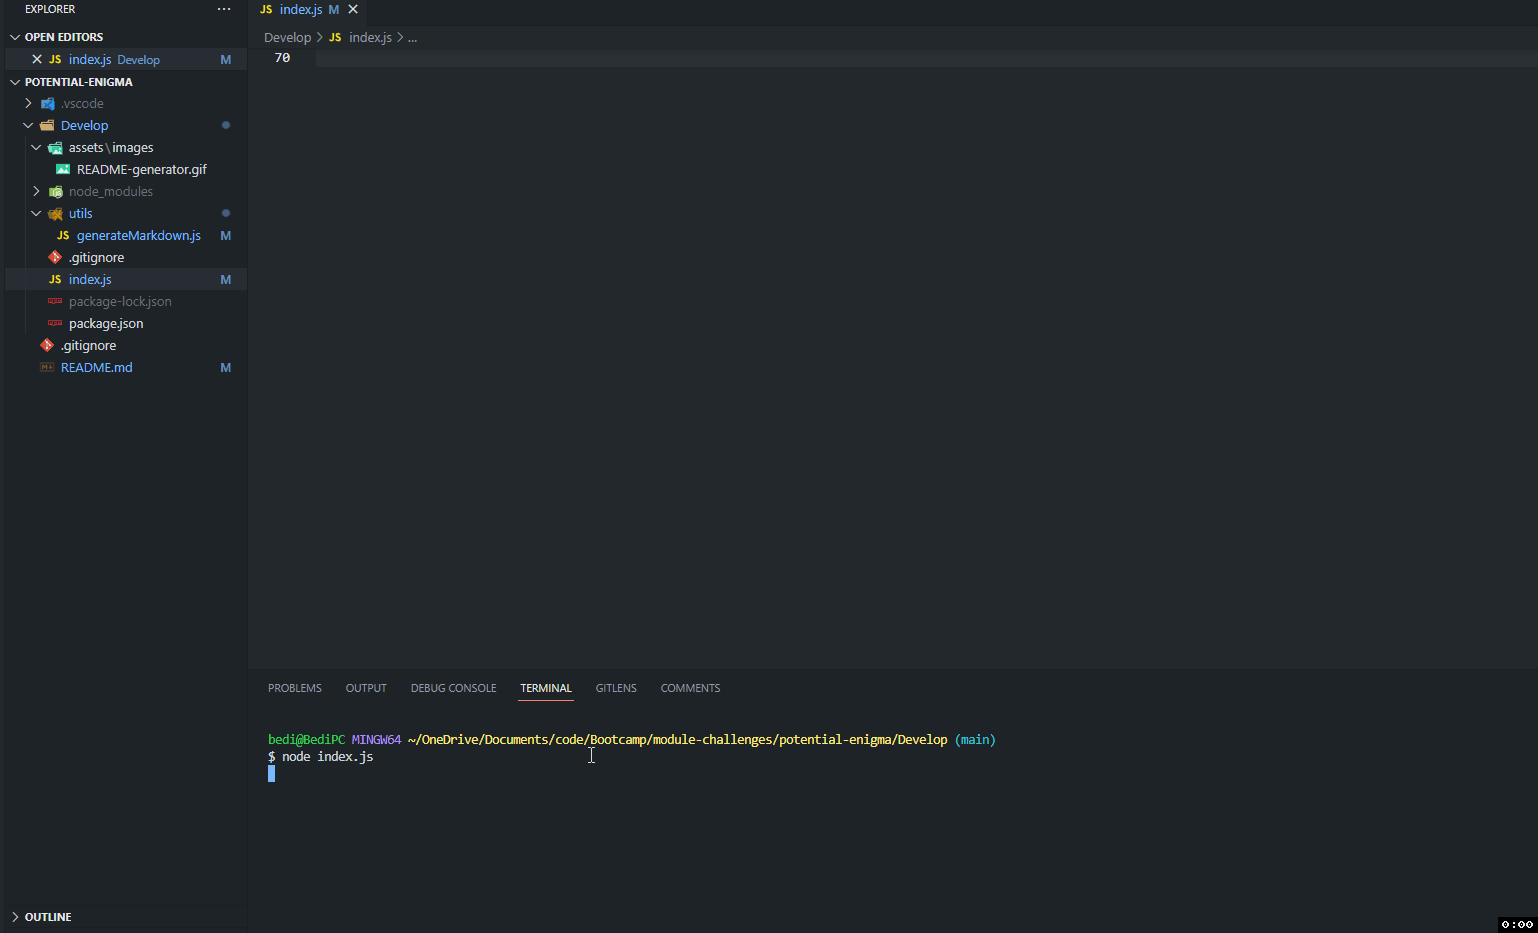 EXPLORER ···
OPEN EDITORS
JS index.js Develop M
POTENTIAL-ENIGMA
.vscode
Develop
assets\images
README-generator.gif
node_modules
utils
JS generateMarkdown.js M
.gitignore
JS index.js M
package-lock.json
package.json
.gitignore
README.md M
OUTLINE
JS index.js M
Develop > JS index.js > ...
70
PROBLEMS OUTPUT DEBUG CONSOLE TERMINAL GITLENS COMMENTS
bedi@BediPC MINGW64 ~/OneDrive/Documents/code/Bootcamp/module-challenges/potential-enigma/Develop (main)
$ node index.js
0:00